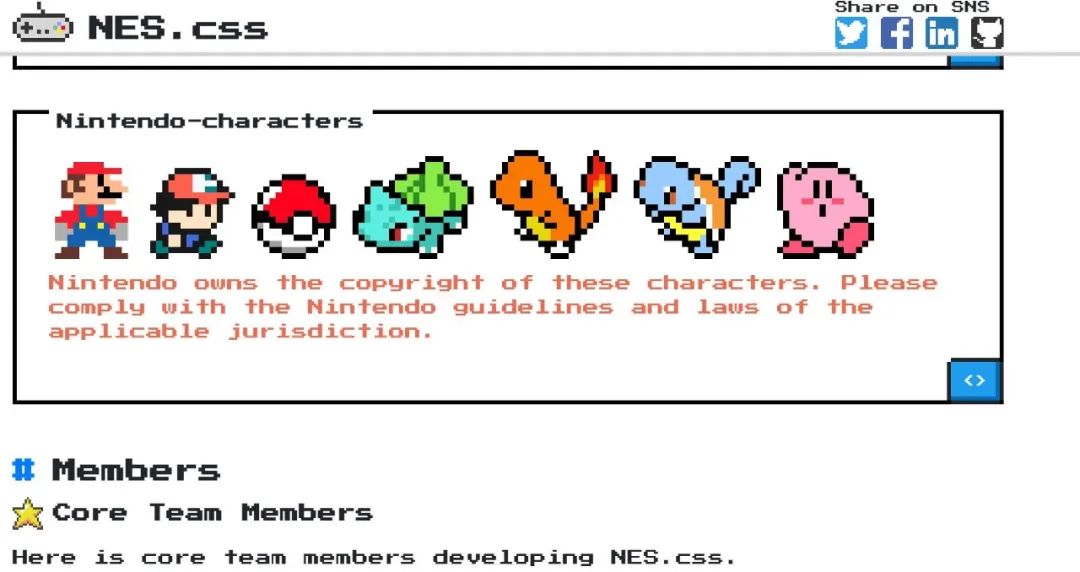 Share on SNS
NES.css
Nintendo-characters
Nintendo owns the copyright of these characters. Please
comply with the Nintendo guidelines and laws of the
applicable jurisdiction.
<>
# Members
Core Team Members
Here is core team members developing NES.css.